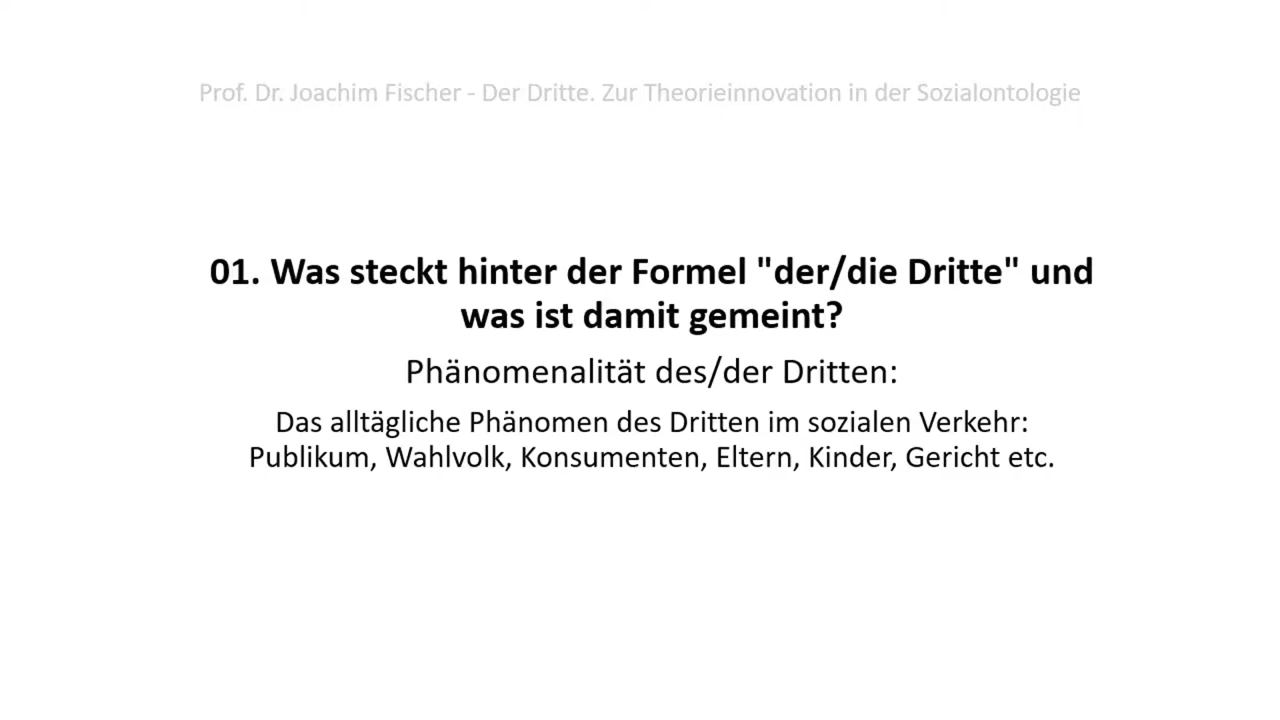 Prof. Dr. Joachim Fischer - Der Dritte. Zur Theorieinnovation in der Sozialontologie
01. Was steckt hinter der Formel "der/die Dritte" und
was ist damit gemeint?
Phänomenalität des/der Dritten:
Das alltägliche Phänomen des Dritten im sozialen Verkehr:
Publikum, Wahlvolk, Konsumenten, Eltern, Kinder, Gericht etc.